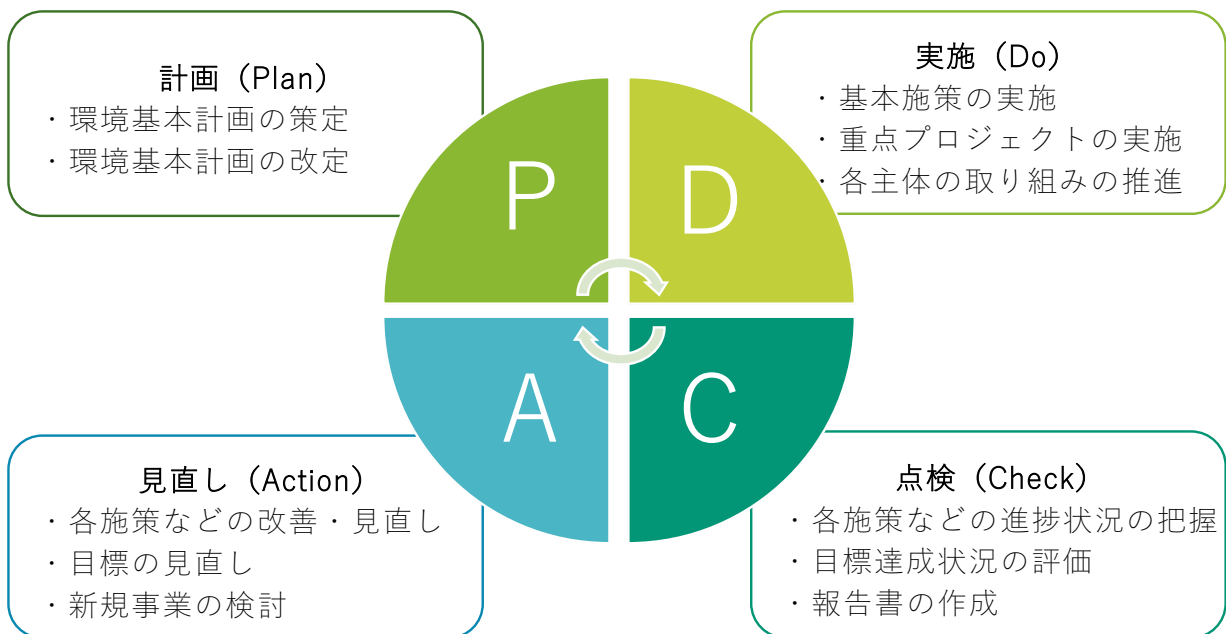 計画（Plan）
・環境基本計画の策定
・環境基本計画の改定
実施（Do）
・基本施策の実施
・重点プロジェクトの実施
・各主体の取り組みの推進
P
D
A
C
見直し（Action）
・各施策などの改善・見直し
・目標の見直し
・新規事業の検討
点検（Check）
・各施策などの進捗状況の把握
・目標達成状況の評価
・報告書の作成